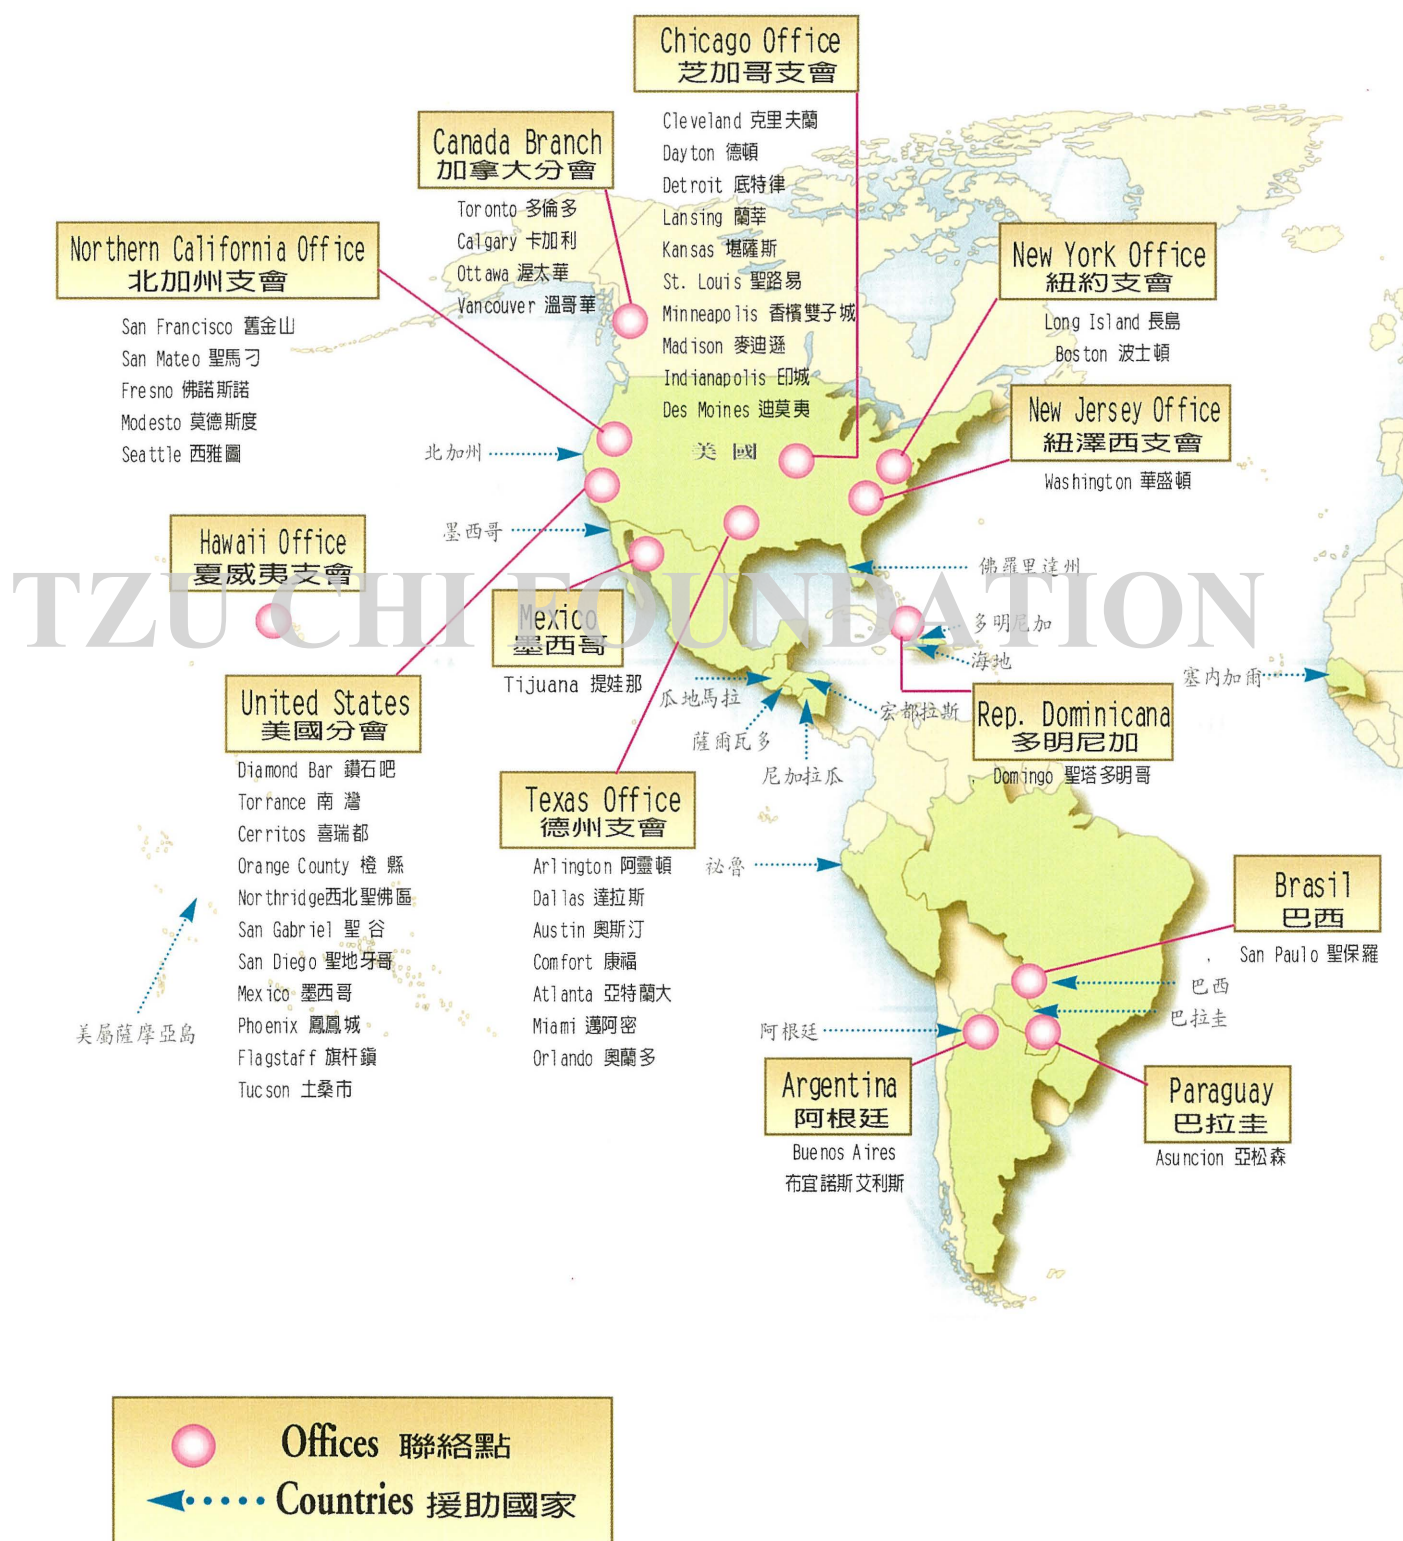 Chicago Office
芝加哥支會
Cleveland 克里夫蘭
Dayton 德頓
Detroit 底特律
Lansing 蘭莘
Kansas 堪薩斯
St. Louis 聖路易
Minneapolis 香檳雙子城
Madison 麥迪遜
Indianapolis 印城
Des Moines 迪莫夷
Canada Branch
加拿大分會
Toronto 多倫多
Calgary 卡加利
Ottawa 渥太華
Vancouver 溫哥華
Northern California Office
北加州支會
San Francisco 舊金山
San Mateo 聖馬刁
Fresno 佛諾斯諾
Modesto 莫德斯度
Seattle 西雅圖
New York Office
紐約支會
Long Island 長島
Boston 波士頓
New Jersey Office
紐澤西支會
Washington 華盛頓
美國
北加州
墨西哥
Hawaii Office
夏威夷支會
佛羅里達州
TZU CHI FOUNDATION
Mexico
墨西哥
Tijuana 提娃那
多明尼加
海地
塞內加爾
瓜地馬拉
宏都拉斯
薩爾瓦多
尼加拉瓜
United States
美國分會
Diamond Bar 鑽石吧
Torrance 南 灣
Cerritos 喜瑞都
Orange County 橙 縣
Northridge西北聖佛區
San Gabriel 聖 谷
San Diego 聖地牙哥
Mexico 墨西哥
Phoenix 鳳鳳城
Flagstaff 旗杆鎮
Tucson 土桑市
Rep. Dominicana
多明尼加
Domingo 聖塔多明哥
Texas Office
德州支會
Arlington 阿靈頓
Dallas 達拉斯
Austin 奧斯汀
Comfort 康福
Atlanta 亞特蘭大
Miami 邁阿密
Orlando 奧蘭多
祕魯
Brasil
巴西
San Paulo 聖保羅
美屬薩摩亞島
巴西
巴拉圭
阿根廷
Argentina
阿根廷
Buenos Aires
布宜諾斯艾利斯
Paraguay
巴拉圭
Asuncion 亞松森
Offices 聯絡點
Countries 援助國家